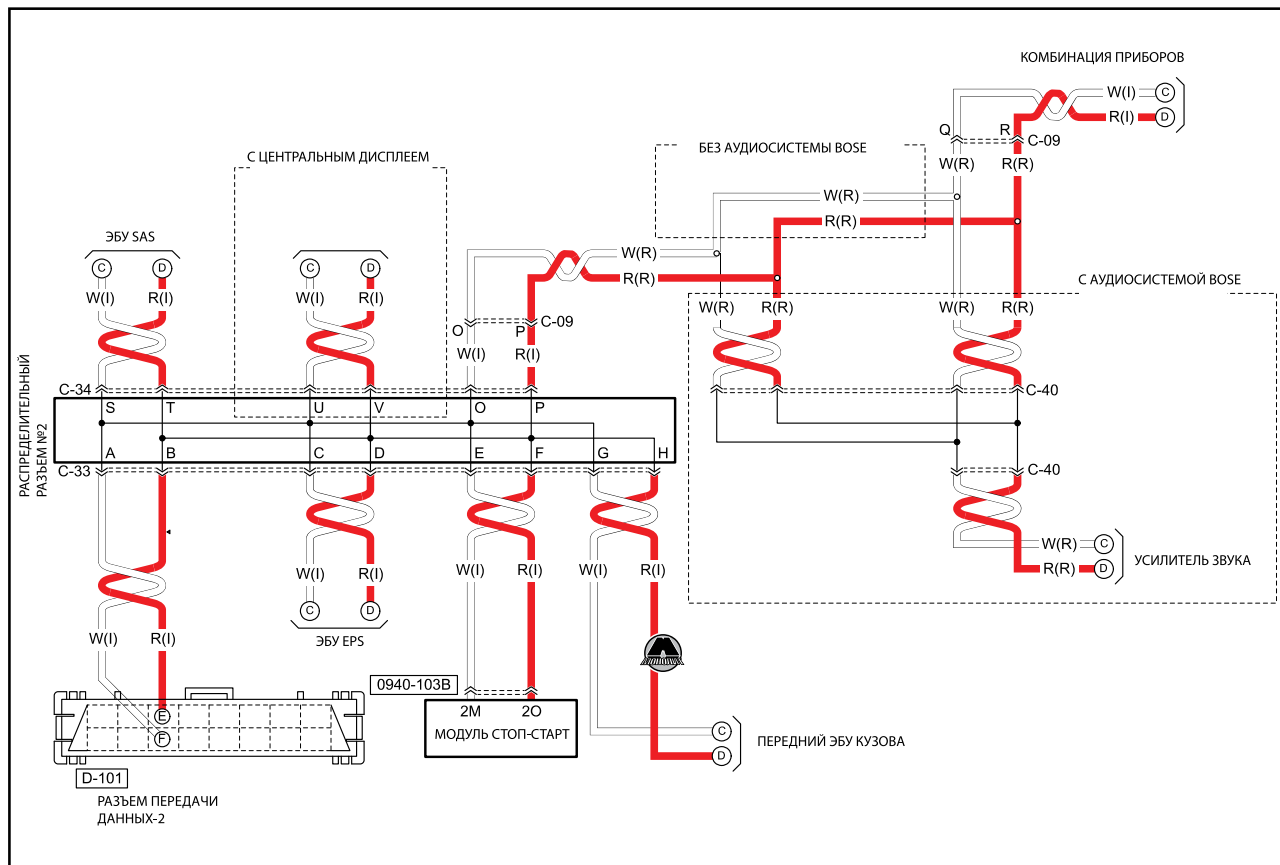 КОМБИНАЦИЯ ПРИБОРОВ
W(I) C
R(I) D
Q R
C-09
БЕЗ АУДИОСИСТЕМЫ BOSE
С ЦЕНТРАЛЬНЫМ ДИСПЛЕЕМ
W(R) R(R)
W(R)
R(R)
ЭБУ SAS
C D C D
W(R)
R(R)
С АУДИОСИСТЕМОЙ BOSE
W(I) R(I) W(I) R(I)
W(R) R(R) W(R) R(R)
O P C-09
W(I) R(I)
C-34
C-40
S T U V O P
РАСПРЕДЕЛИТЕЛЬНЫЙ
РАЗЪЕМ №2
A B C D E F G H
C-33
C-40
W(R) C
R(R) D
УСИЛИТЕЛЬ ЗВУКА
W(I) R(I) W(I) R(I) W(I) R(I)
C D
ЭБУ EPS
W(I) R(I)
0940-103B
2M 2O
МОДУЛЬ СТОП-СТАРТ
E
F
C
D
ПЕРЕДНИЙ ЭБУ КУЗОВА
D-101
РАЗЪЕМ ПЕРЕДАЧИ
ДАННЫХ-2